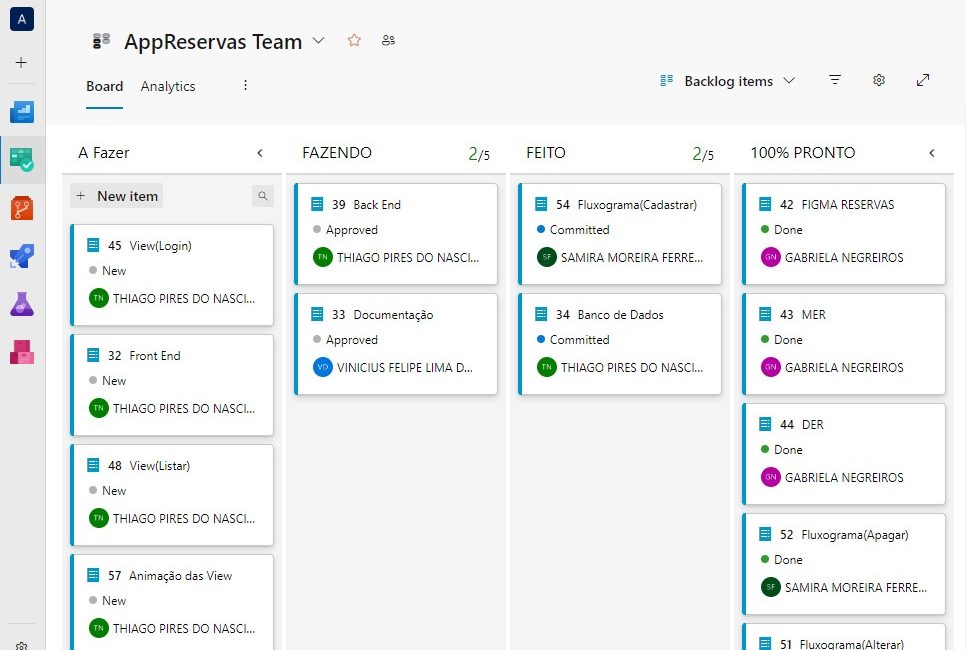 A
AppReservas Team
Board
Analytics
Backlog items
A Fazer
New item
45 View(Login)
New
TN THIAGO PIRES DO NASCI...
32 Front End
New
TN THIAGO PIRES DO NASCI...
48 View(Listar)
New
TN THIAGO PIRES DO NASCI...
57 Animação das View
New
TN THIAGO PIRES DO NASCI...
FAZENDO 2/5
39 Back End
Approved
TN THIAGO PIRES DO NASCI...
33 Documentação
Approved
VD VINICIUS FELIPE LIMA D...
FEITO 2/5
54 Fluxograma(Cadastrar)
Committed
SF SAMIRA MOREIRA FERRE...
34 Banco de Dados
Committed
TN THIAGO PIRES DO NASCI...
100% PRONTO
42 FIGMA RESERVAS
Done
GN GABRIELA NEGREIROS
43 MER
Done
GN GABRIELA NEGREIROS
44 DER
Done
GN GABRIELA NEGREIROS
52 Fluxograma(Apagar)
Done
SF SAMIRA MOREIRA FERRE...
51 Fluxograma(Alterar)